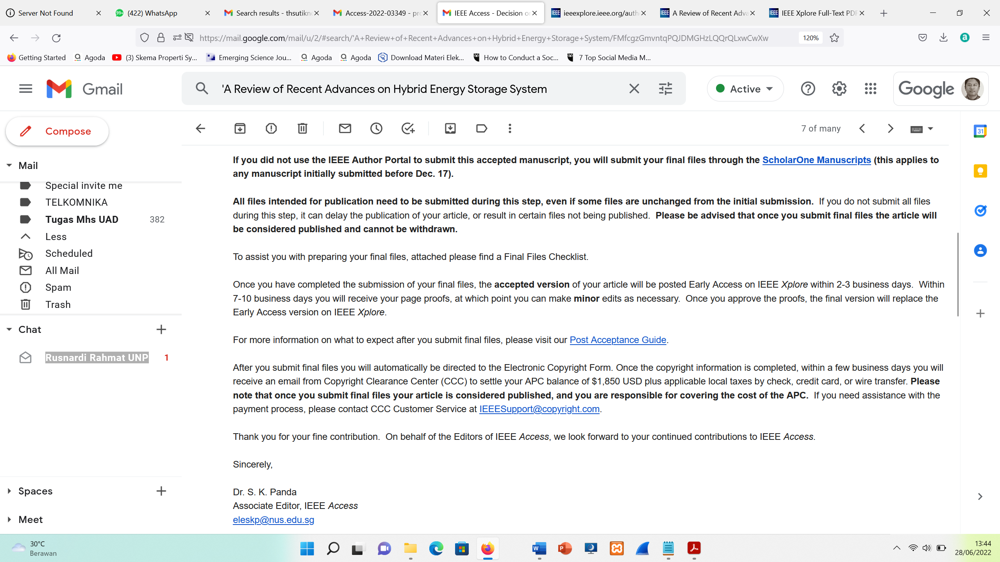 Server Not Found
(422) WhatsApp
Search results - thsutikn
Access-2022-03349 - pr
IEEE Access - Decision o
ieeexplore.ieee.org/auth
A Review of Recent Adva
IEEE Xplore Full-Text PDF
https://mail.google.com/mail/u/2/#search/'A+Review+of+Recent+Advances+on+Hybrid+Energy+Storage+System/FMfcgzGmvntqPQJDMGHzLQQrQLxwCwXw
120%
Getting Started
Agoda
(3) Skema Properti Sy...
Emerging Science Jou...
Agoda
Agoda
Download Materi Elek...
How to Conduct a Soc...
7 Top Social Media M...
Gmail
'A Review of Recent Advances on Hybrid Energy Storage System
Active
Google
Compose
7 of many
31
Mail
Special invite me
TELKOMNIKA
Tugas Mhs UAD 382
Less
Scheduled
All Mail
Spam
Trash
Chat
Rusnardi Rahmat UNP 1
Spaces
Meet
If you did not use the IEEE Author Portal to submit this accepted manuscript, you will submit your final files through the ScholarOne Manuscripts (this applies to
any manuscript initially submitted before Dec. 17).
All files intended for publication need to be submitted during this step, even if some files are unchanged from the initial submission. If you do not submit all files
during this step, it can delay the publication of your article, or result in certain files not being published. Please be advised that once you submit final files the article will
be considered published and cannot be withdrawn.
To assist you with preparing your final files, attached please find a Final Files Checklist.
Once you have completed the submission of your final files, the accepted version of your article will be posted Early Access on IEEE Xplore within 2-3 business days. Within
7-10 business days you will receive your page proofs, at which point you can make minor edits as necessary. Once you approve the proofs, the final version will replace the
Early Access version on IEEE Xplore.
For more information on what to expect after you submit final files, please visit our Post Acceptance Guide.
After you submit final files you will automatically be directed to the Electronic Copyright Form. Once the copyright information is completed, within a few business days you will
receive an email from Copyright Clearance Center (CCC) to settle your APC balance of $1,850 USD plus applicable local taxes by check, credit card, or wire transfer. Please
note that once you submit final files your article is considered published, and you are responsible for covering the cost of the APC. If you need assistance with the
payment process, please contact CCC Customer Service at IEEESupport@copyright.com.
Thank you for your fine contribution. On behalf of the Editors of IEEE Access, we look forward to your continued contributions to IEEE Access.
Sincerely,
Dr. S. K. Panda
Associate Editor, IEEE Access
eleskp@nus.edu.sg
30°C
Berawan
13:44
28/06/2022